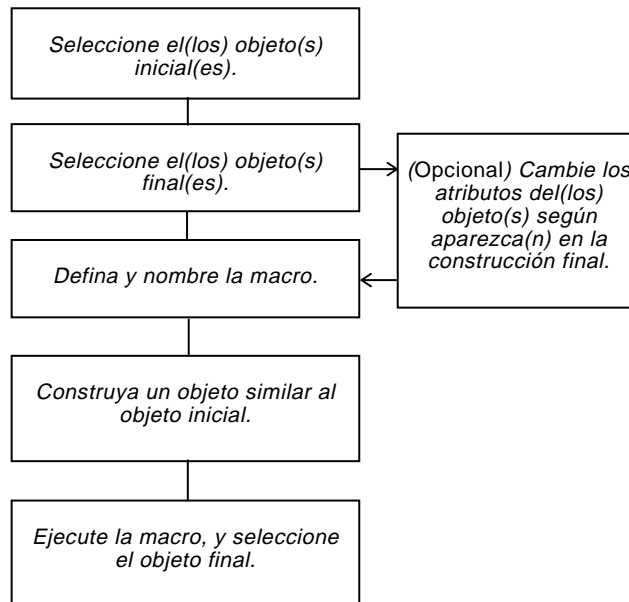 Seleccione el(los) objeto(s)
inicial(es).
Seleccione el(los) objeto(s)
final(es).
(Opcional) Cambie los
atributos del(los)
objeto(s) según
aparezca(n) en la
construcción final.
Defina y nombre la macro.
Construya un objeto similar al
objeto inicial.
Ejecute la macro, y seleccione
el objeto final.